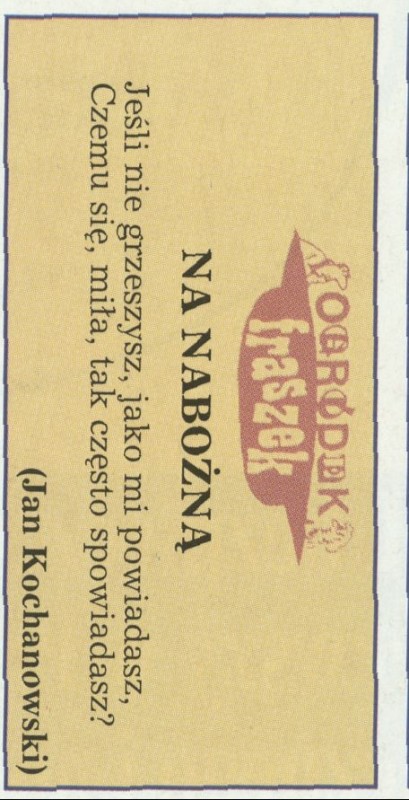 OGRÓDEK
fraszek
NA NABOŻNĄ
Jeśli nie grzeszysz, jako mi powiadasz,
Czemu się, miła, tak często spowiadasz?
(Jan Kochanowski)